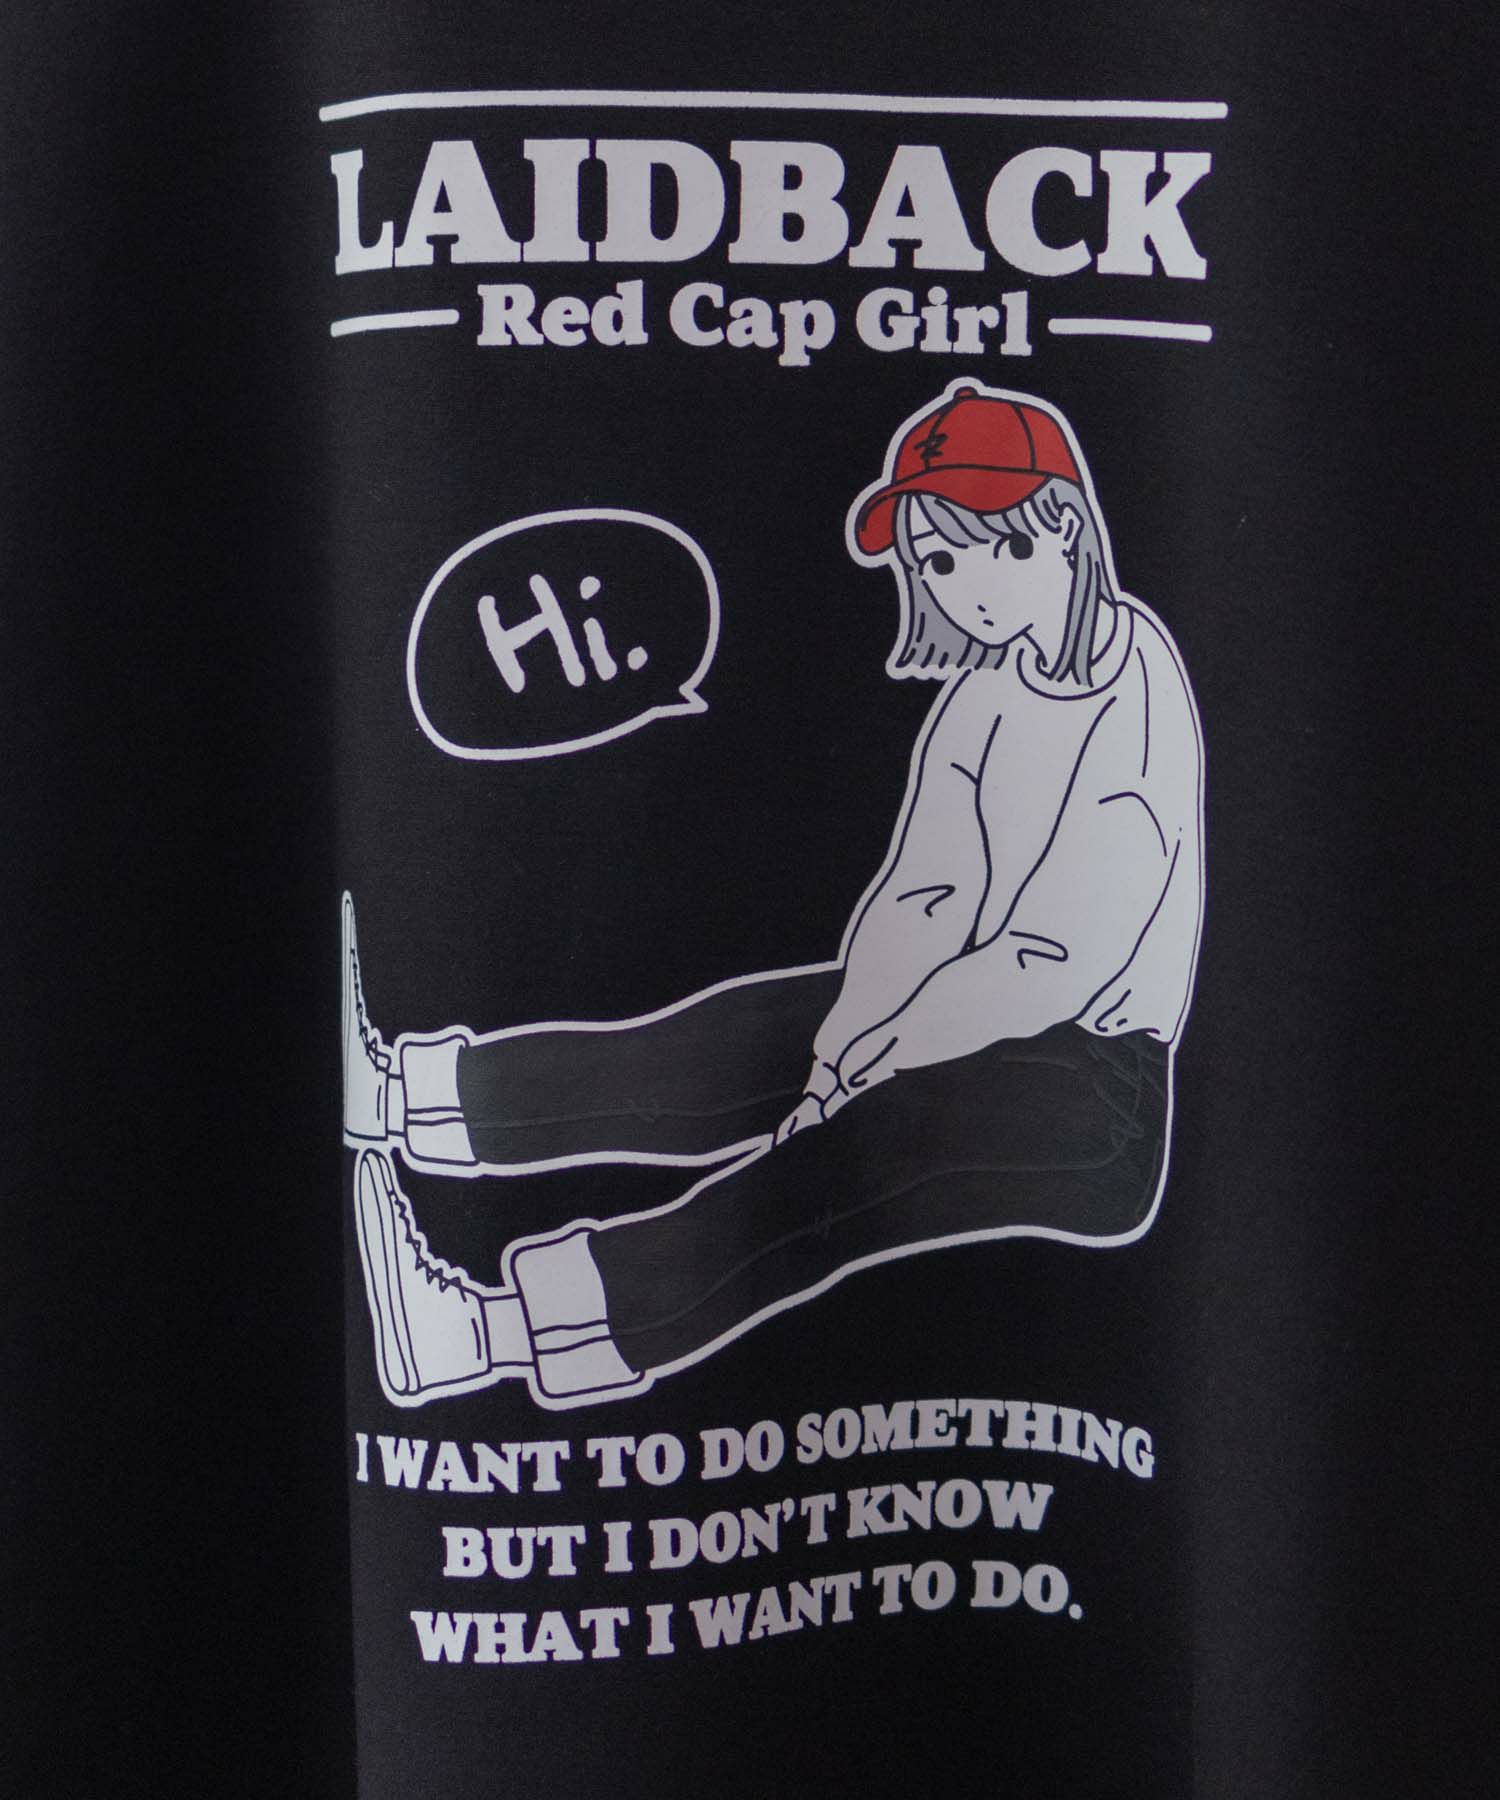 LAIDBACK
Red Cap Girl
Hi.
I WANT TO DO SOMETHING
BUT I DON'T KNOW
WHAT I WANT TO DO.